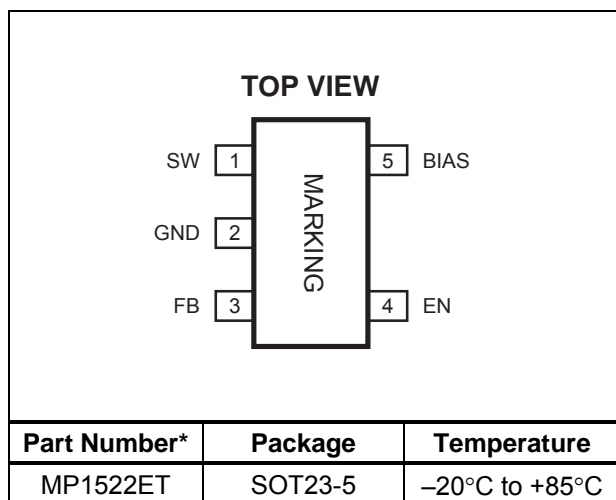 TOP VIEW
SW 1 5 BIAS
MARKING
GND 2
FB 3 4 EN
Part Number* Package Temperature
MP1522ET SOT23-5 –20°C to +85°C